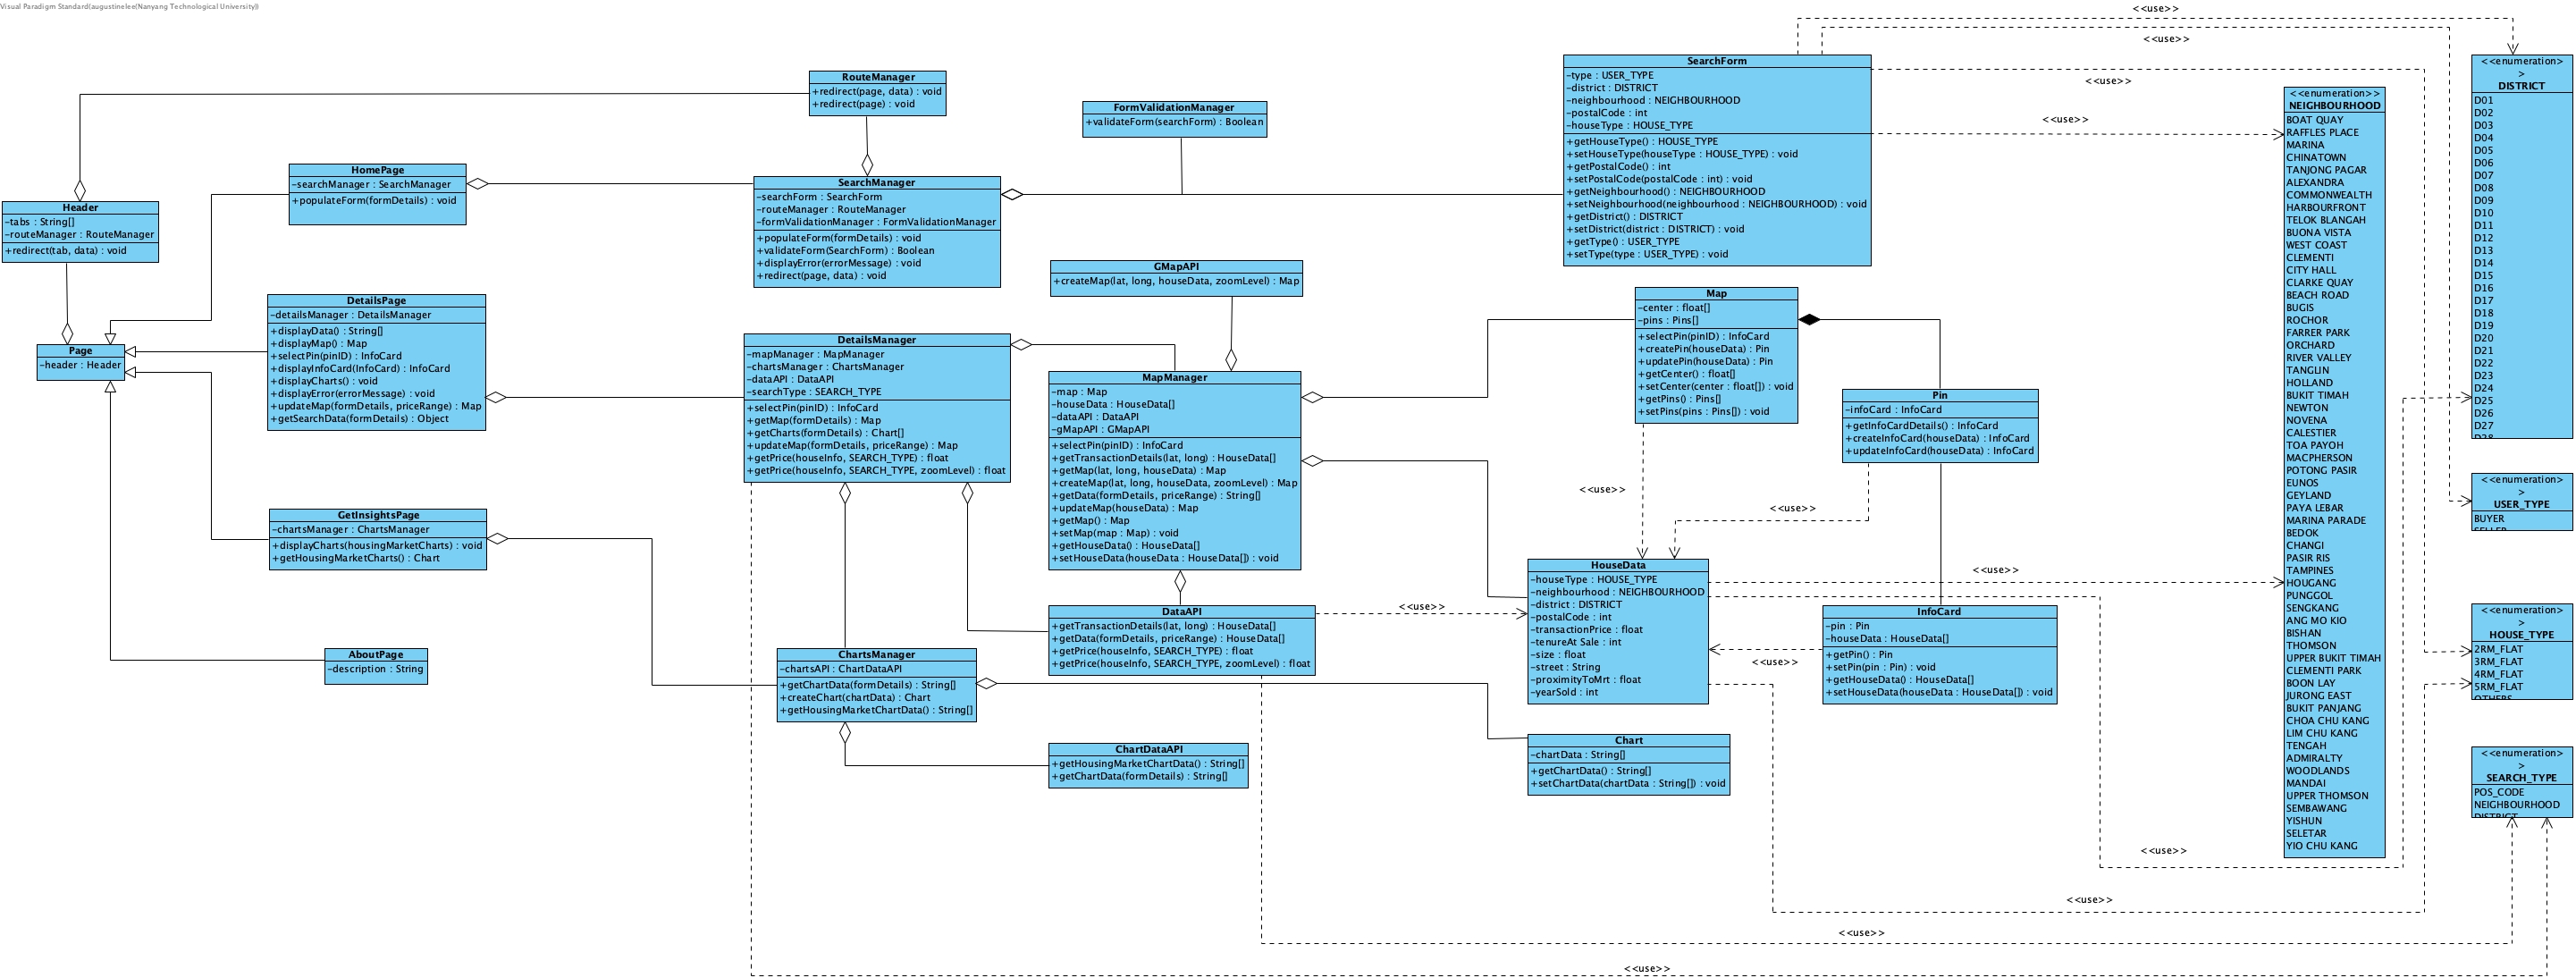 Visual Paradigm Standard(augustinelee(Nanyang Technological University))
<<use>>
<<use>>
<<use>>
<<use>>
RouteManager
+redirect(page, data) : void
+redirect(page) : void
FormValidationManager
+validateForm(searchForm) : Boolean
SearchForm
-type : USER_TYPE
-district : DISTRICT
-neighbourhood : NEIGHBOURHOOD
-postalCode : int
-houseType : HOUSE_TYPE
+getHouseType() : HOUSE_TYPE
+setHouseType(houseType : HOUSE_TYPE) : void
+getPostalCode() : int
+setPostalCode(postalCode : int) : void
+getNeighbourhood() : NEIGHBOURHOOD
+setNeighbourhood(neighbourhood : NEIGHBOURHOOD) : void
+getDistrict() : DISTRICT
+setDistrict(district : DISTRICT) : void
+getType() : USER_TYPE
+setType(type : USER_TYPE) : void
HomePage
-searchManager : SearchManager
+populateForm(formDetails) : void
SearchManager
-searchForm : SearchForm
-routeManager : RouteManager
-formValidationManager : FormValidationManager
+populateForm(formDetails) : void
+validateForm(SearchForm) : Boolean
+displayError(errorMessage) : void
+redirect(page, data) : void
Header
-tabs : String[]
-routeManager : RouteManager
+redirect(tab, data) : void
Page
-header : Header
DetailsPage
-detailsManager : DetailsManager
+displayData() : String[]
+displayMap() : Map
+selectPin(pinID) : InfoCard
+displayInfoCard(InfoCard) : InfoCard
+displayCharts() : void
+displayError(errorMessage) : void
+updateMap(formDetails, priceRange) : Map
+getSearchData(formDetails) : Object
GetInsightsPage
-chartsManager : ChartsManager
+displayCharts(housingMarketCharts) : void
+getHousingMarketCharts() : Chart
AboutPage
-description : String
GMapAPI
+createMap(lat, long, houseData, zoomLevel) : Map
DetailsManager
-mapManager : MapManager
-chartsManager : ChartsManager
-dataAPI : DataAPI
-searchType : SEARCH_TYPE
+selectPin(pinID) : InfoCard
+getMap(formDetails) : Map
+getCharts(formDetails) : Chart[]
+updateMap(formDetails, priceRange) : Map
+getPrice(houseInfo, SEARCH_TYPE) : float
+getPrice(houseInfo, SEARCH_TYPE, zoomLevel) : float
MapManager
-map : Map
-houseData : HouseData[]
-dataAPI : DataAPI
-gMapAPI : GMapAPI
+selectPin(pinID) : InfoCard
+getTransactionDetails(lat, long) : HouseData[]
+getMap(lat, long, houseData) : Map
+createMap(lat, long, houseData, zoomLevel) : Map
+getData(formDetails, priceRange) : String[]
+updateMap(houseData) : Map
+getMap() : Map
+setMap(map : Map) : void
+getHouseData() : HouseData[]
+setHouseData(houseData : HouseData[]) : void
DataAPI
+getTransactionDetails(lat, long) : HouseData[]
+getData(formDetails, priceRange) : HouseData[]
+getPrice(houseInfo, SEARCH_TYPE) : float
+getPrice(houseInfo, SEARCH_TYPE, zoomLevel) : float
ChartsManager
-chartsAPI : ChartDataAPI
+getChartData(formDetails) : String[]
+createChart(chartData) : Chart
+getHousingMarketChartData() : String[]
ChartDataAPI
+getHousingMarketChartData() : String[]
+getChartData(formDetails) : String[]
Map
-center : float[]
-pins : Pins[]
+selectPin(pinID) : InfoCard
+createPin(houseData) : Pin
+updatePin(houseData) : Pin
+getCenter() : float[]
+setCenter(center : float[]) : void
+getPins() : Pins[]
+setPins(pins : Pins[]) : void
Pin
-infoCard : InfoCard
+getInfoCardDetails() : InfoCard
+createInfoCard(houseData) : InfoCard
+updateInfoCard(houseData) : InfoCard
<<use>>
<<use>>
<<use>>
<<use>>
<<use>>
HouseData
-houseType : HOUSE_TYPE
-neighbourhood : NEIGHBOURHOOD
-district : DISTRICT
-postalCode : int
-transactionPrice : float
-tenureAt Sale : int
-size : float
-street : String
-proximityToMrt : float
-yearSold : int
InfoCard
-pin : Pin
-houseData : HouseData[]
+getPin() : Pin
+setPin(pin : Pin) : void
+getHouseData() : HouseData[]
+setHouseData(houseData : HouseData[]) : void
Chart
-chartData : String[]
+getChartData() : String[]
+setChartData(chartData : String[]) : void
<<use>>
<<use>>
<<use>>
<<use>>
<<enumeration>>
NEIGHBOURHOOD
BOAT QUAY
RAFFLES PLACE
MARINA
CHINATOWN
TANJONG PAGAR
ALEXANDRA
COMMONWEALTH
HARBOURFRONT
TELOK BLANGAH
BUONA VISTA
WEST COAST
CLEMENTI
CITY HALL
CLARKE QUAY
BEACH ROAD
BUGIS
ROCHOR
FARRER PARK
ORCHARD
RIVER VALLEY
TANGLIN
HOLLAND
BUKIT TIMAH
NEWTON
NOVENA
CALESTIER
TOA PAYOH
MACPHERSON
POTONG PASIR
EUNOS
GEYLAND
PAYA LEBAR
MARINA PARADE
BEDOK
CHANGI
PASIR RIS
TAMPINES
HOUGANG
PUNGGOL
SENGKANG
ANG MO KIO
BISHAN
THOMSON
UPPER BUKIT TIMAH
CLEMENTI PARK
BOON LAY
JURONG EAST
BUKIT PANJANG
CHOA CHU KANG
LIM CHU KANG
TENGAH
ADMIRALTY
WOODLANDS
MANDAI
UPPER THOMSON
SEMBAWANG
YISHUN
SELETAR
YIO CHU KANG
<<enumeration>
>
DISTRICT
D01
D02
D03
D04
D05
D06
D07
D08
D09
D10
D11
D12
D13
D14
D15
D16
D17
D18
D19
D20
D21
D22
D23
D24
D25
D26
D27
D28
<<enumeration>
>
USER_TYPE
BUYER
SELLER
<<enumeration>
>
HOUSE_TYPE
2RM_FLAT
3RM_FLAT
4RM_FLAT
5RM_FLAT
OTHERS
<<enumeration>
>
SEARCH_TYPE
POS_CODE
NEIGHBOURHOOD
DISTRICT